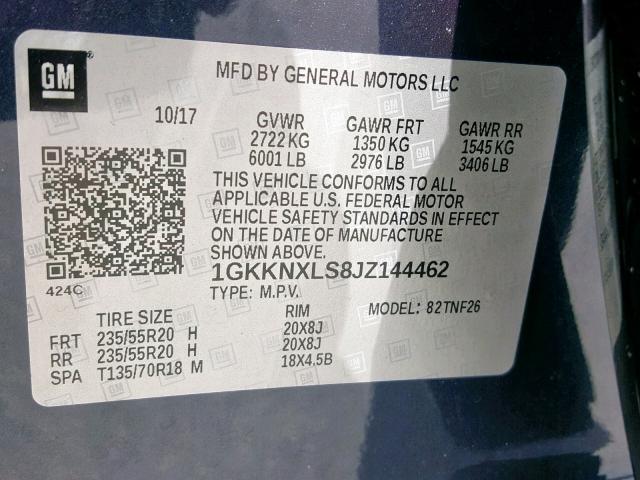 GM
MFD BY GENERAL MOTORS LLC
10/17
GVWR GAWR FRT GAWR RR
2722 KG 1350 KG 1545 KG
6001 LB 2976 LB 3406 LB
THIS VEHICLE CONFORMS TO ALL
APPLICABLE U.S. FEDERAL MOTOR
VEHICLE SAFETY STANDARDS IN EFFECT
ON THE DATE OF MANUFACTURE
SHOWN ABOVE.
1GKKNXLS8JZ144462
424C
TYPE: M.P.V. MODEL: 82TNF26
TIRE SIZE RIM
FRT 235/55R20 H 20X8J
RR 235/55R20 H 20X8J
SPA T135/70R18 M 18X4.5B